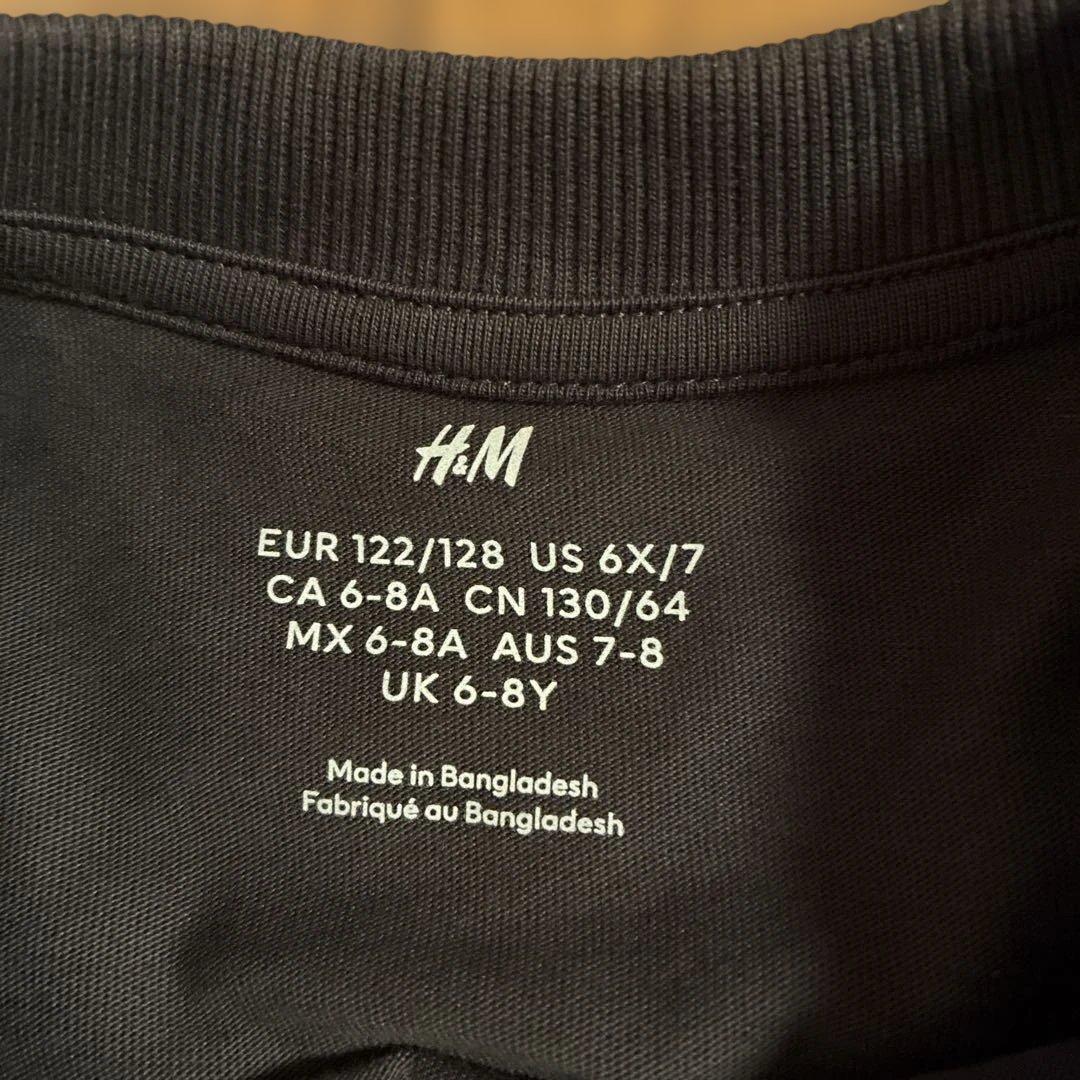 H&M
EUR 122/128 US 6X/7
CA 6-8A CN 130/64
MX 6-8A AUS 7-8
UK 6-8Y
Made in Bangladesh
Fabriqué au Bangladesh